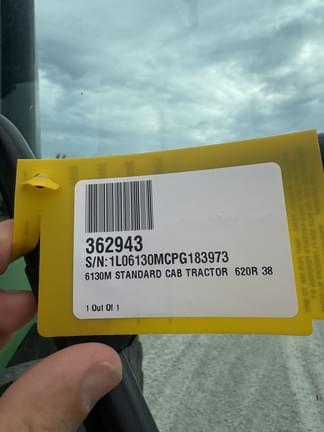 362943
S/N:1L06130MCPG183973
6130M STANDARD CAB TRACTOR 620R 38
1 Out Of 1